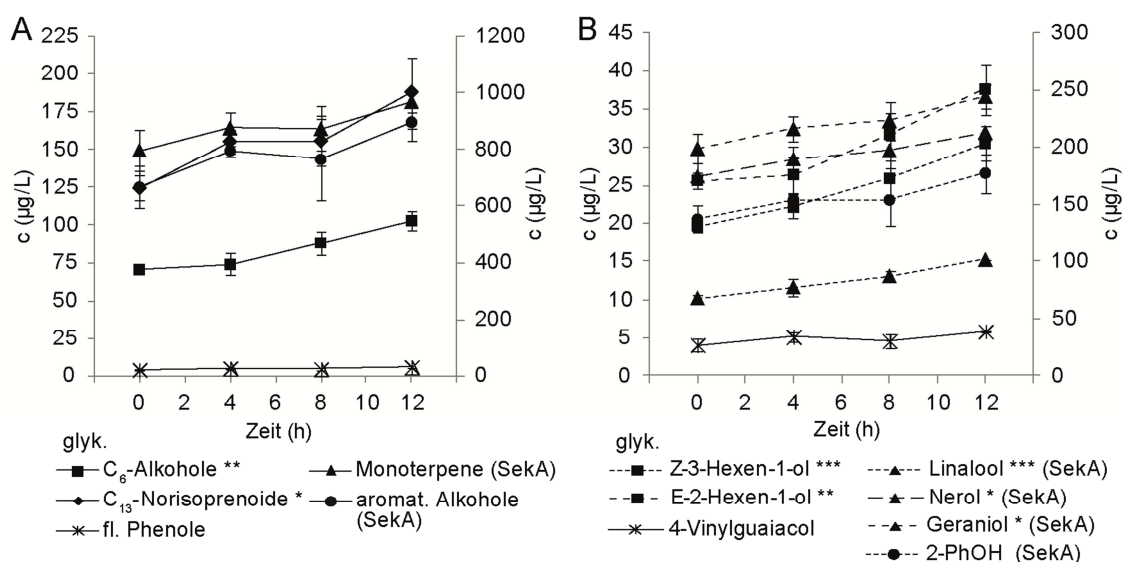 A
B
225
200
175
150
125
100
75
50
25
0
c (µg/L)
1200
1000
800
600
400
200
0
c (µg/L)
0 2 4 6 8 10 12
Zeit (h)
45
40
35
30
25
20
15
10
5
0
c (µg/L)
300
250
200
150
100
50
0
c (µg/L)
0 2 4 6 8 10 12
Zeit (h)
glyk.
C6-Alkohole **
Monoterpene (SekA)
C13-Norisoprenoide *
aromat. Alkohole
(SekA)
fl. Phenole
glyk.
Z-3-Hexen-1-ol ***
Linalool *** (SekA)
E-2-Hexen-1-ol **
Nerol * (SekA)
4-Vinylguaiacol
Geraniol * (SekA)
2-PhOH (SekA)